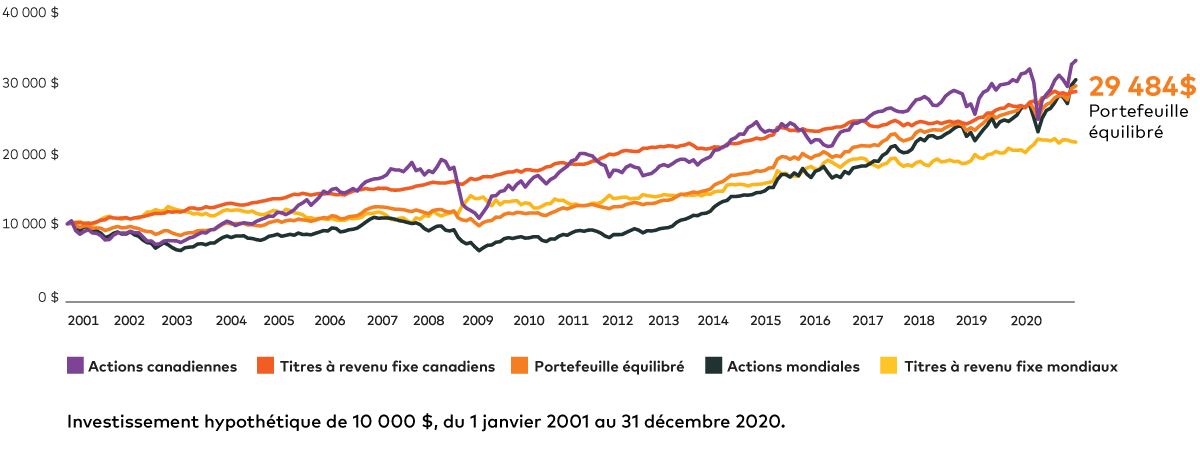 40 000 $
30 000 $
29 484$
Portefeuille
équilibré
20 000 $
10 000 $
0 $
2001 2002 2003 2004 2005 2006 2007 2008 2009 2010 2011 2012 2013 2014 2015 2016 2017 2018 2019 2020
Actions canadiennes Titres à revenu fixe canadiens Portefeuille équilibré Actions mondiales Titres à revenu fixe mondiaux
Investissement hypothétique de 10 000 $, du 1 janvier 2001 au 31 décembre 2020.